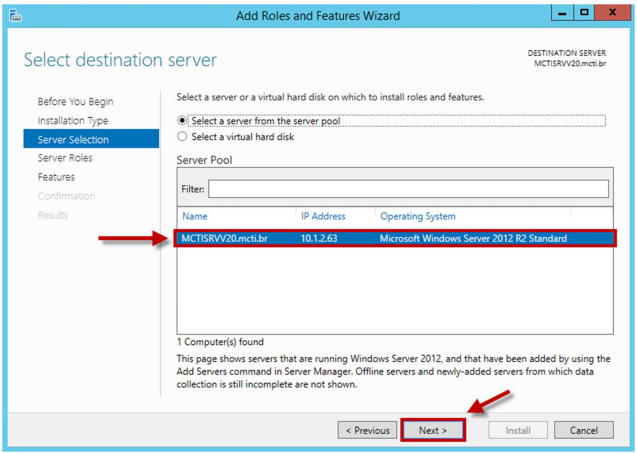 Add Roles and Features Wizard
Select destination server
DESTINATION SERVER
MCTISRVV20.mcti.br
Before You Begin
Installation Type
Server Selection
Server Roles
Features
Confirmation
Results
Select a server or a virtual hard disk on which to install roles and features.
Select a server from the server pool
Select a virtual hard disk
Server Pool
Filter:
Name IP Address Operating System
MCTISRVV20.mcti.br 10.1.2.63 Microsoft Windows Server 2012 R2 Standard
1 Computer(s) found
This page shows servers that are running Windows Server 2012, and that have been added by using the
Add Servers command in Server Manager. Offline servers and newly-added servers from which data
collection is still incomplete are not shown.
< Previous Next > Install Cancel